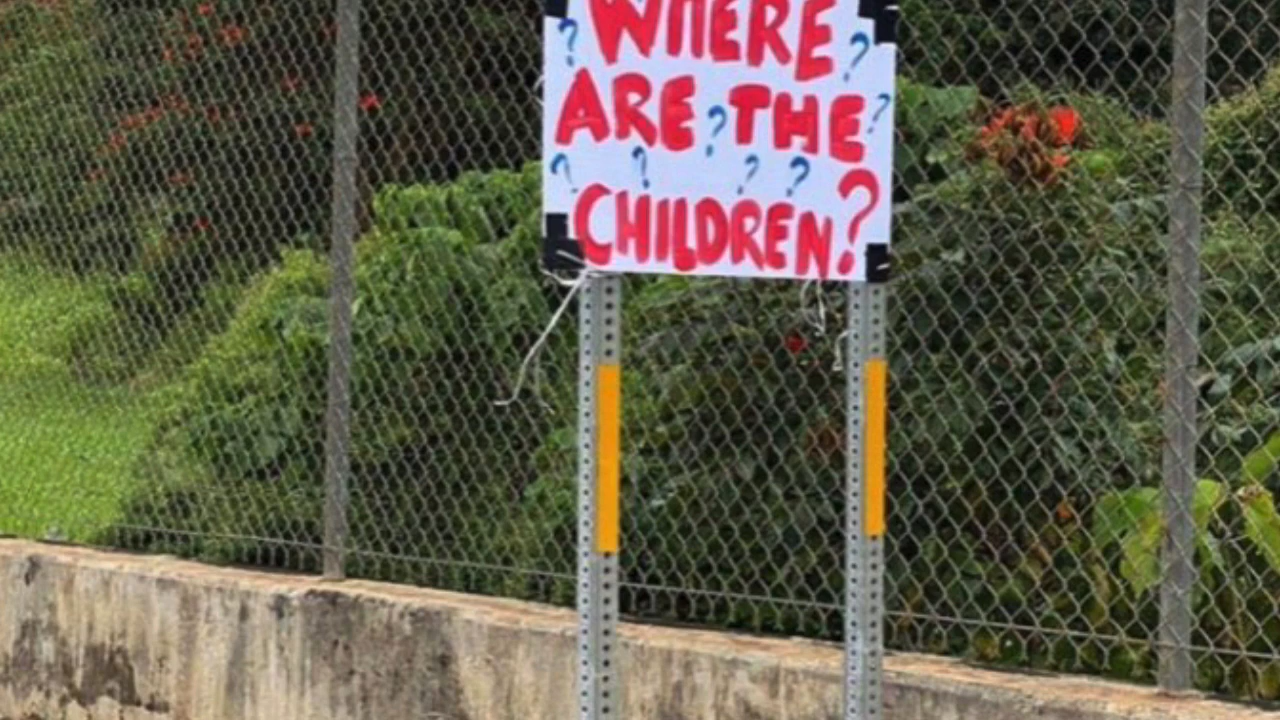 WHERE
? ?
ARE ? THE ?
? ? ? ?
CHILDREN?